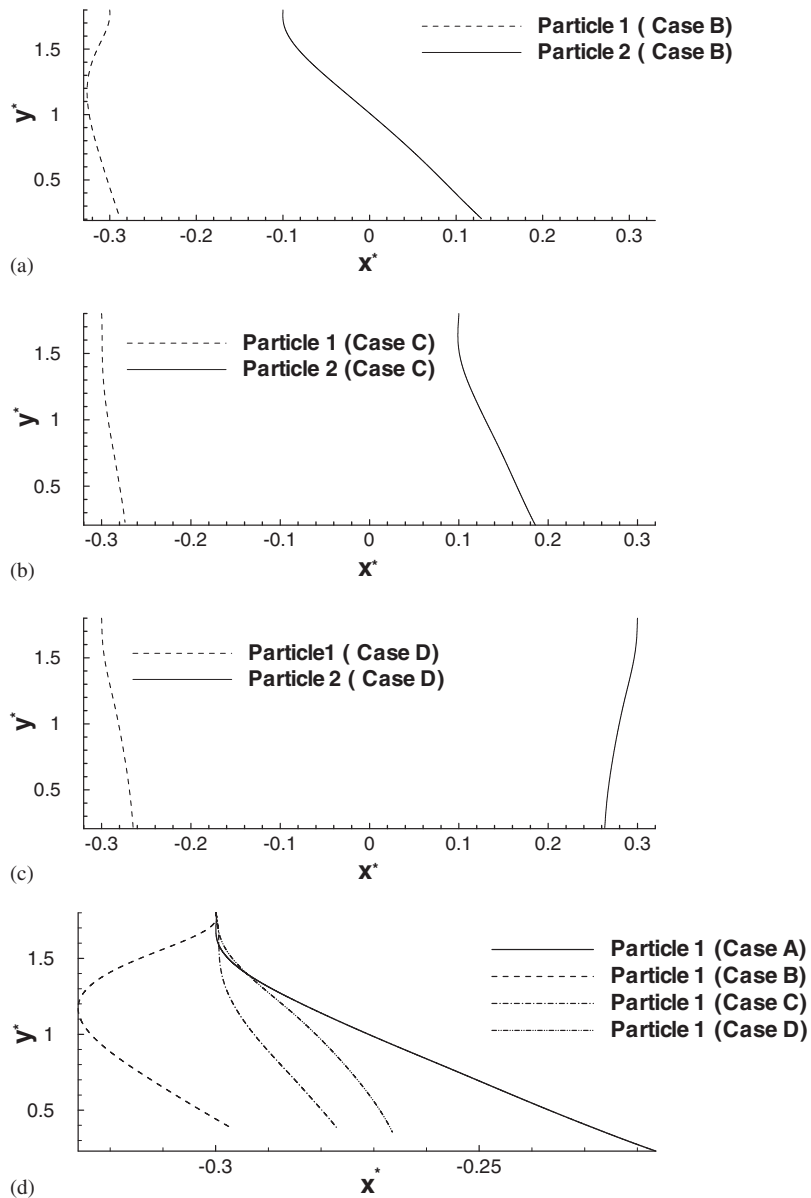 Particle 1 ( Case B)
Particle 2 ( Case B)
1.5
1
0.5
y*
-0.3 -0.2 -0.1 0 0.1 0.2 0.3
x*
(a)
Particle 1 (Case C)
Particle 2 (Case C)
1.5
1
0.5
y*
-0.3 -0.2 -0.1 0 0.1 0.2 0.3
x*
(b)
Particle1 ( Case D)
Particle 2 ( Case D)
1.5
1
0.5
y*
-0.3 -0.2 -0.1 0 0.1 0.2 0.3
x*
(c)
Particle 1 (Case A)
Particle 1 (Case B)
Particle 1 (Case C)
Particle 1 (Case D)
1.5
1
0.5
y*
-0.3 -0.25
x*
(d)